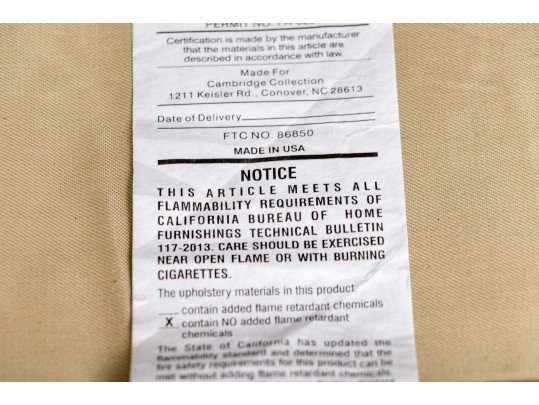 PERMIT NO. PA
Certification is made by the manufacturer
that the materials in this article are
described in accordance with law.
Made For
Cambridge Collection
1211 Keisler Rd., Conover, NC 28613
Date of Delivery
FTC NO. 86850
MADE IN USA
NOTICE
THIS ARTICLE MEETS ALL
FLAMMABILITY REQUIREMENTS OF
CALIFORNIA BUREAU OF HOME
FURNISHINGS TECHNICAL BULLETIN
117-2013. CARE SHOULD BE EXERCISED
NEAR OPEN FLAME OR WITH BURNING
CIGARETTES.
The upholstery materials in this product:
___ contain added flame retardant chemicals
X contain NO added flame retardant
chemicals
The State of California has updated the
flammability standard and determined that the
fire safety requirements for this product can be
met without adding flame retardant chemicals.